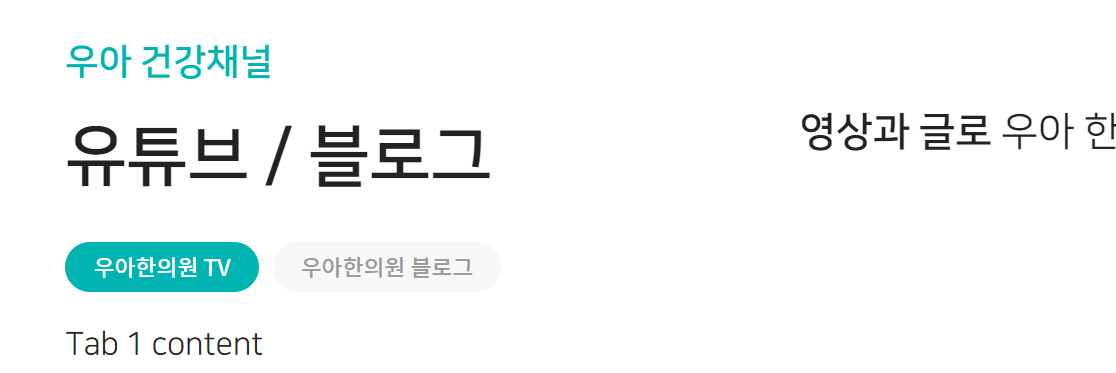 우아 건강채널
유튜브 / 블로그
영상과 글로 우아 한
우아한의원 TV
우아한의원 블로그
Tab 1 content